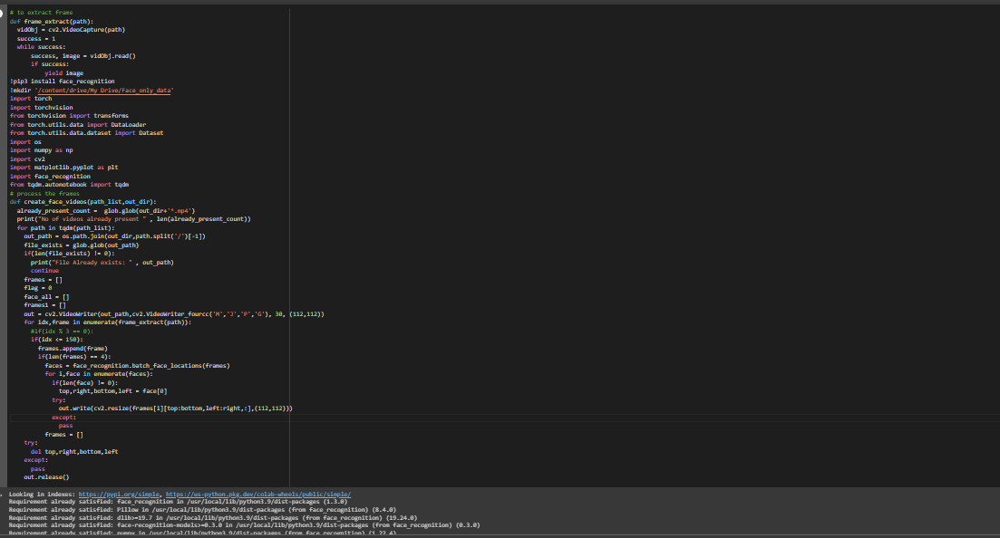 # to extract frame
def frame_extract(path):
  vidObj = cv2.VideoCapture(path)
  success = 1
  while success:
      success, image = vidObj.read()
      if success:
          yield image
!pip3 install face_recognition
!mkdir '/content/drive/My Drive/Face_only_data'
import torch
import torchvision
from torchvision import transforms
from torch.utils.data import DataLoader
from torch.utils.data.dataset import Dataset
import os
import numpy as np
import cv2
import matplotlib.pyplot as plt
import face_recognition
from tqdm.autonotebook import tqdm
# process the frames
def create_face_videos(path_list,out_dir):
  already_present_count =  glob.glob(out_dir+'*.mp4')
  print("No of videos already present " , len(already_present_count))
  for path in tqdm(path_list):
    out_path = os.path.join(out_dir,path.split('/')[-1])
    file_exists = glob.glob(out_path)
    if(len(file_exists) != 0):
      print("File Already exists: " , out_path)
      continue
    frames = []
    flag = 0
    face_all = []
    frames1 = []
    out = cv2.VideoWriter(out_path,cv2.VideoWriter_fourcc('M','J','P','G'), 30, (112,112))
    for idx,frame in enumerate(frame_extract(path)):
      #if(idx % 3 == 0):
      if(idx <= 150):
        frames.append(frame)
        if(len(frames) == 4):
          faces = face_recognition.batch_face_locations(frames)
          for i,face in enumerate(faces):
            if(len(face) != 0):
              top,right,bottom,left = face[0]
            try:
              out.write(cv2.resize(frames[i][top:bottom,left:right,:],(112,112)))
            except:
              pass
          frames = []
    try:
      del top,right,bottom,left
    except:
      pass
    out.release()
Looking in indexes: https://pypi.org/simple, https://us-python.pkg.dev/colab-wheels/public/simple/
Requirement already satisfied: face_recognition in /usr/local/lib/python3.9/dist-packages (1.3.0)
Requirement already satisfied: Pillow in /usr/local/lib/python3.9/dist-packages (from face_recognition) (8.4.0)
Requirement already satisfied: dlib>=19.7 in /usr/local/lib/python3.9/dist-packages (from face_recognition) (19.24.0)
Requirement already satisfied: face-recognition-models>=0.3.0 in /usr/local/lib/python3.9/dist-packages (from face_recognition) (0.3.0)
Requirement already satisfied: numpy in /usr/local/lib/python3.9/dist-packages (from face_recognition) (1.22.4)